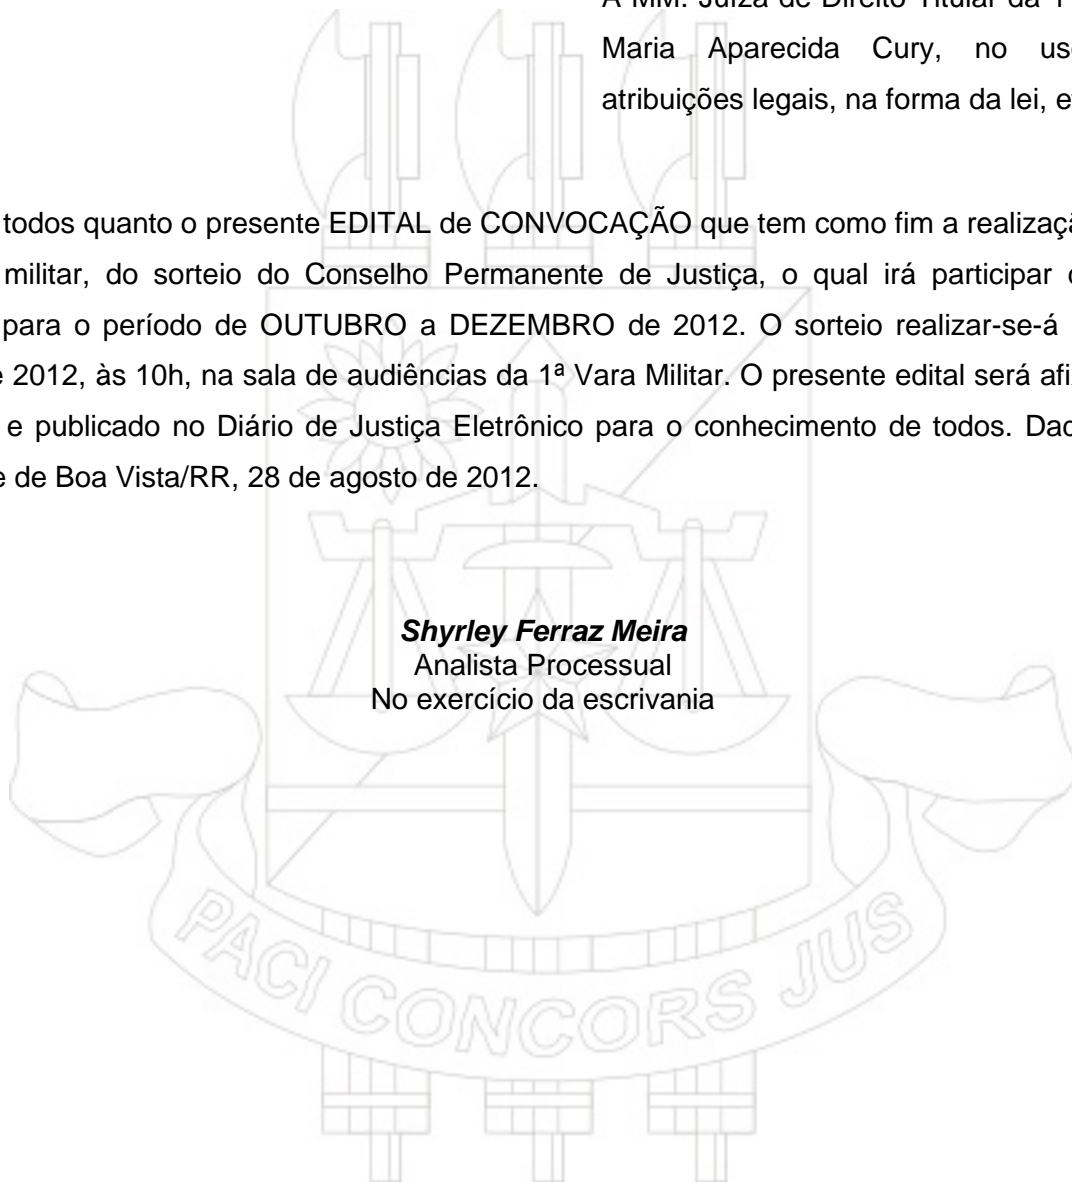 A MM. Juíza de Direito Titular da 1
Maria Aparecida Cury, no us
atribuições legais, na forma da lei, e
todos quanto o presente EDITAL de CONVOCAÇÃO que tem como fim a realizaçã
militar, do sorteio do Conselho Permanente de Justiça, o qual irá participar
para o período de OUTUBRO a DEZEMBRO de 2012. O sorteio realizar-se-á
2012, às 10h, na sala de audiências da 1ª Vara Militar. O presente edital será afi
e publicado no Diário de Justiça Eletrônico para o conhecimento de todos. Da
e de Boa Vista/RR, 28 de agosto de 2012.
Shyrley Ferraz Meira
Analista Processual
No exercício da escrivania
PACI CONCORS JUS